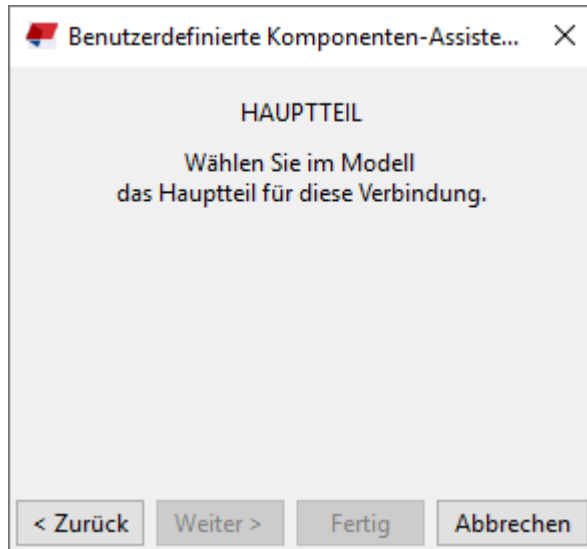 Benutzerdefinierte Komponenten-Assiste...
HAUPTTEIL
Wählen Sie im Modell
das Hauptteil für diese Verbindung.
< Zurück Weiter > Fertig Abbrechen